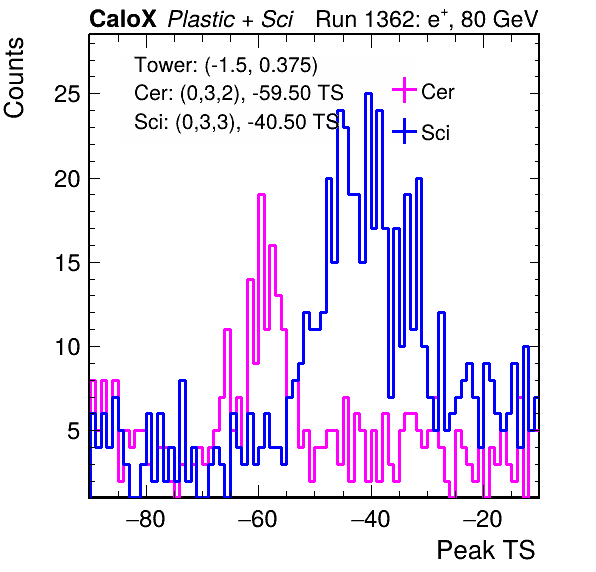 CaloX Plastic + Sci Run 1362: e+, 80 GeV
Tower: (-1.5, 0.375)
Cer: (0,3,2), -59.50 TS
Sci: (0,3,3), -40.50 TS
Cer
Sci
Counts
25
20
15
10
5
−80 −60 −40 −20
Peak TS